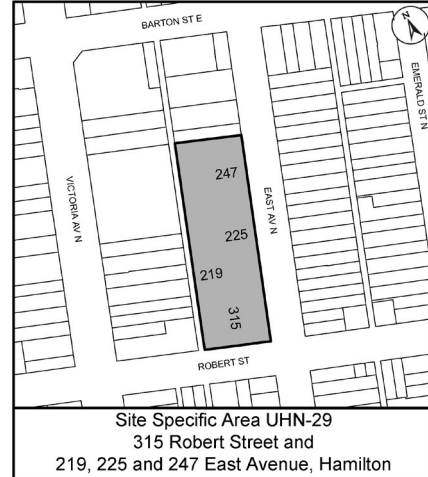 BARTON ST E
N
EMERALD ST N
247
VICTORIA AV N
EAST AV N
225
219
315
ROBERT ST
Site Specific Area UHN-29
315 Robert Street and
219, 225 and 247 East Avenue, Hamilton